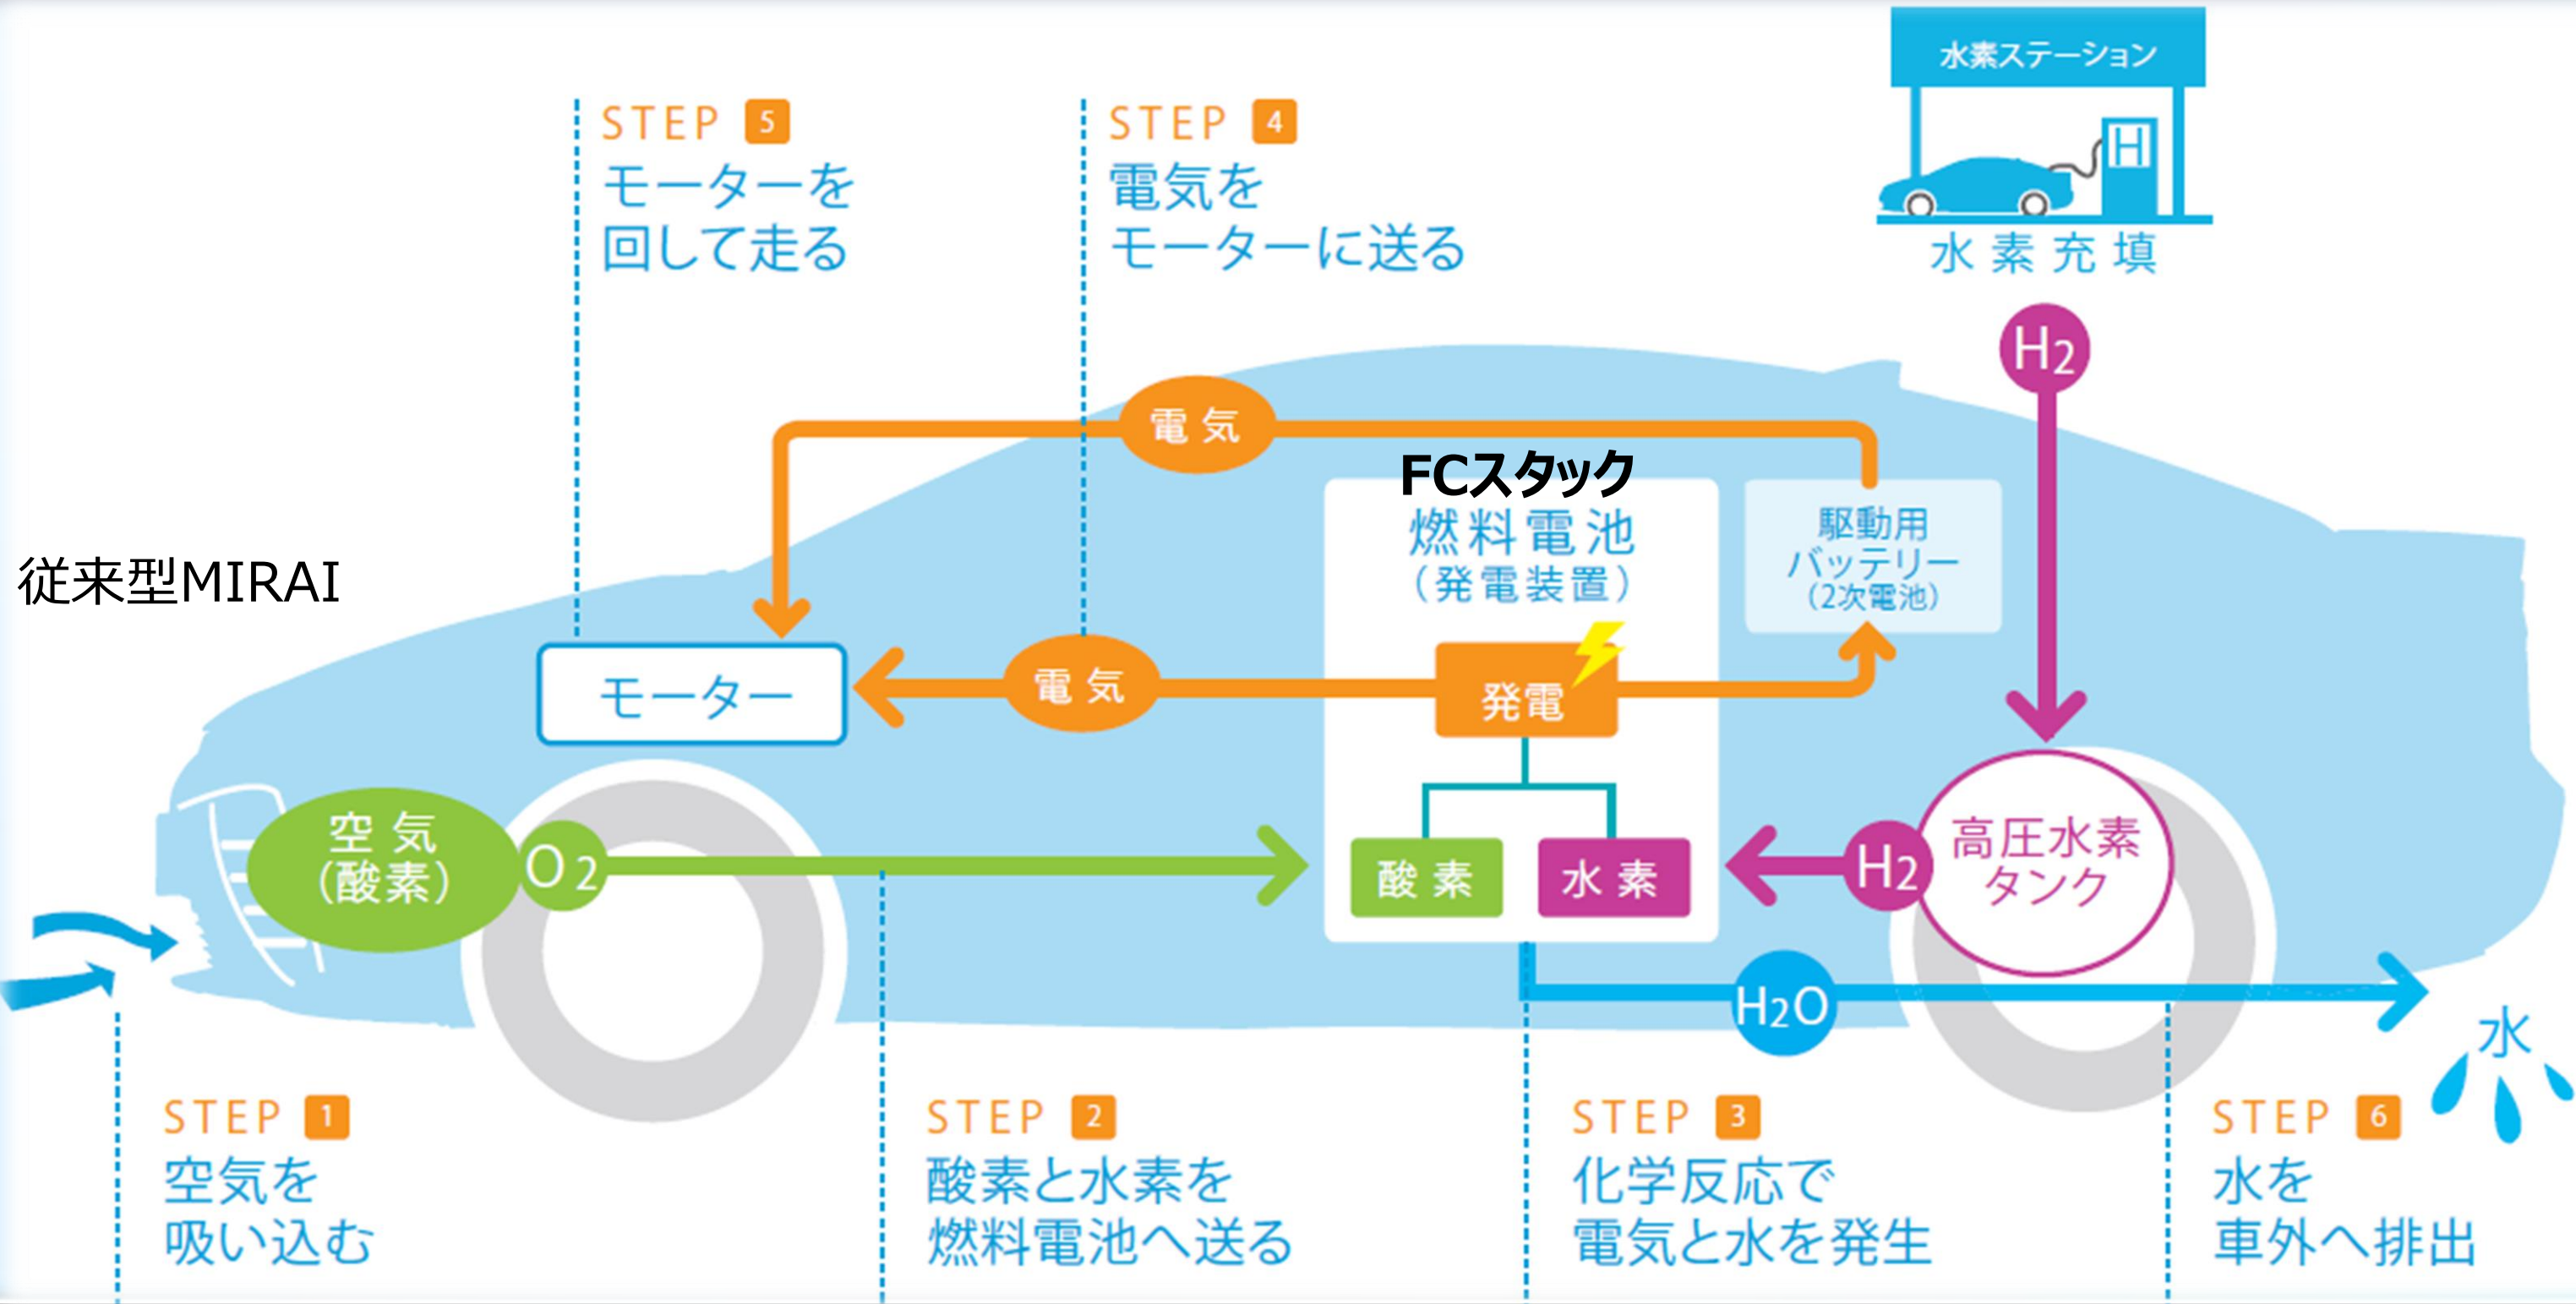 水素ステーション
H
水素充填
STEP 5
モーターを
回して走る
STEP 4
電気を
モーターに送る
H2
電気
FCスタック
燃料電池
（発電装置）
駆動用
バッテリー
（2次電池）
従来型MIRAI
モーター
電気
発電
空気
（酸素）
O2
酸素
水素
H2
高圧水素
タンク
H2O
水
STEP 1
空気を
吸い込む
STEP 2
酸素と水素を
燃料電池へ送る
STEP 3
化学反応で
電気と水を発生
STEP 6
水を
車外へ排出